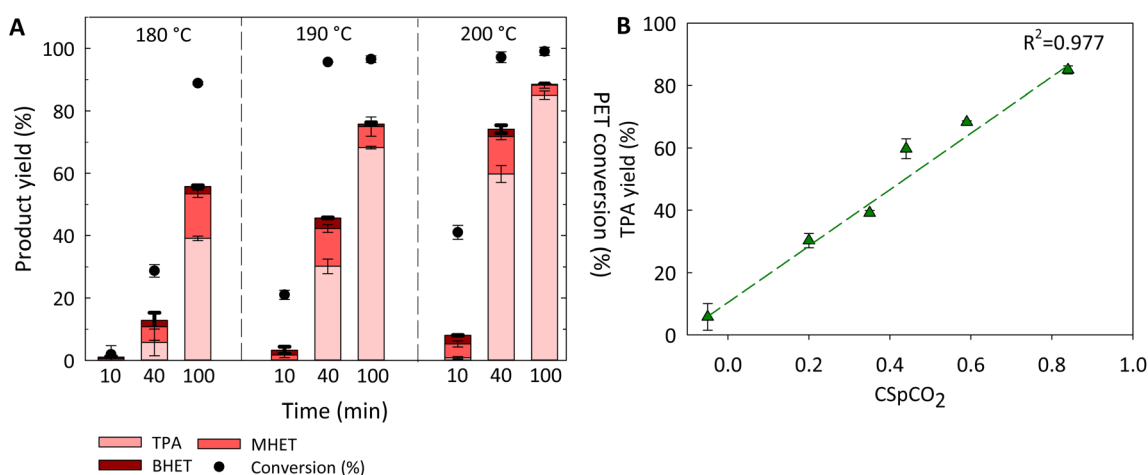 A
180 °C
190 °C
200 °C
100
80
60
40
20
0
Product yield (%)
PET conversion (%)
10 40 100 10 40 100 10 40 100
Time (min)
TPA
MHET
BHET
Conversion (%)
B
R²=0.977
100
80
60
40
20
0
TPA yield (%)
0.0 0.2 0.4 0.6 0.8 1.0
CSpCO₂